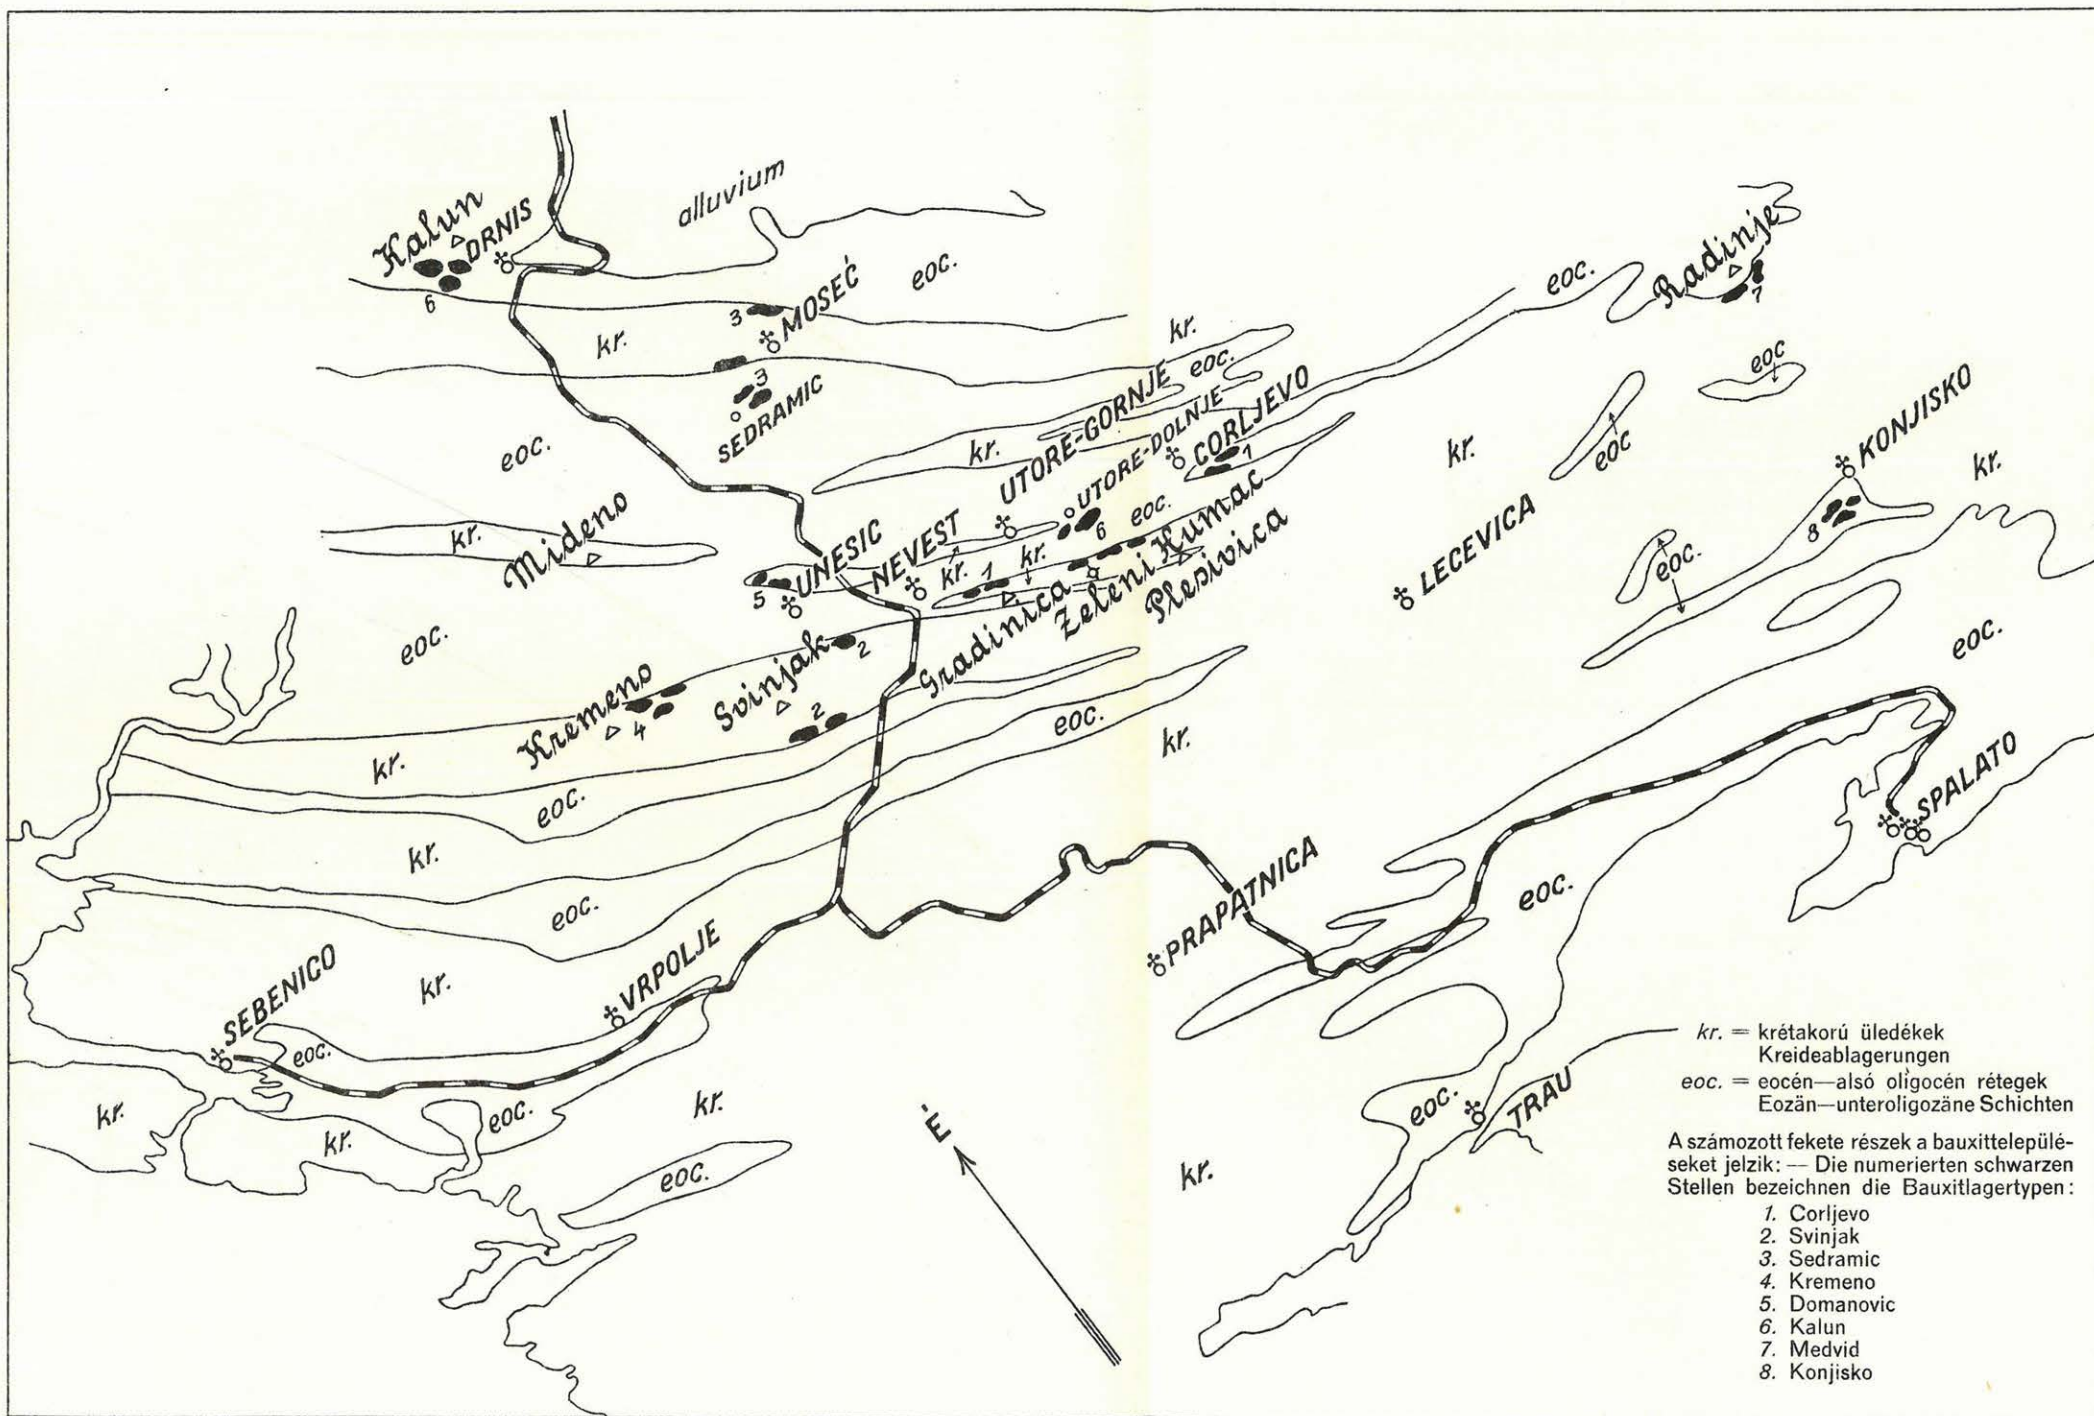 alluvium
Kalun
DRNIS
6
eoc.
3
MOSEĆ
kr.
3
SEDRAMIC
eoc.
Radinje
7
eoc.
kr.
eoc.
eoc
eoc
KONJISKO
kr.
8
kr.
UTORE-GORNJE
UTORE-DOLNJE
CORLJEVO
1
kr.
6
eoc.
kr.
Mideno
eoc.
UNESIC
5
NEVEST
kr.
kr.
1
Gradinica
Zeleni Humac
Plesivica
LECEVICA
eoc.
eoc.
Kremeno
4
Svinjak
2
2
kr.
eoc.
kr.
eoc.
kr.
eoc.
kr.
SPALATO
PRAPATNICA
eoc.
SEBENICO
VRPOLJE
eoc.
kr.
kr.
eoc.
kr.
eoc.
É
kr.
eoc.
TRAU
kr. = krétakorú üledékek
Kreideablagerungen
eoc. = eocén—alsó oligocén rétegek
Eozän—unteroligozäne Schichten
A számozott fekete részek a bauxittelepülé-
seket jelzik: — Die numerierten schwarzen
Stellen bezeichnen die Bauxitlagertypen:
1. Corljevo
2. Svinjak
3. Sedramic
4. Kremeno
5. Domanovic
6. Kalun
7. Medvid
8. Konjisko